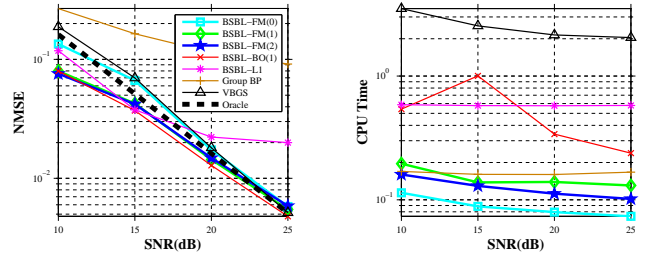 BSBL−FM(0)
BSBL−FM(1)
BSBL−FM(2)
BSBL−BO(1)
BSBL−L1
Group BP
VBGS
Oracle
NMSE
10⁻¹
10⁻²
10 15 20 25
SNR(dB)
CPU Time
10⁰
10⁻¹
10 15 20 25
SNR(dB)